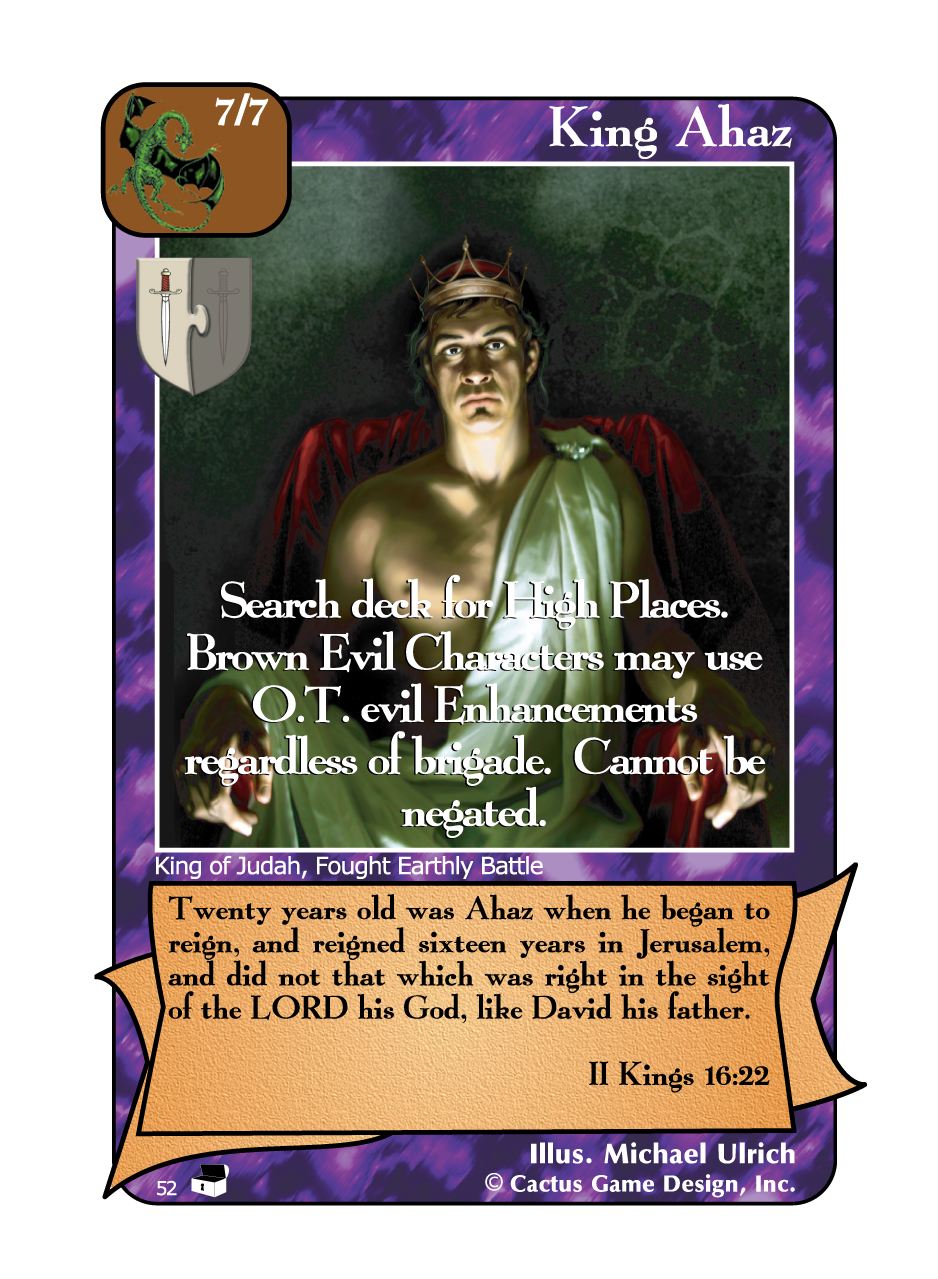 7/7
King Ahaz
Search deck for High Places.
Brown Evil Characters may use
O.T. evil Enhancements
regardless of brigade. Cannot be
negated.
King of Judah, Fought Earthly Battle
Twenty years old was Ahaz when he began to
reign, and reigned sixteen years in Jerusalem,
and did not that which was right in the sight
of the LORD his God, like David his father.
II Kings 16:22
Illus. Michael Ulrich
52
© Cactus Game Design, Inc.